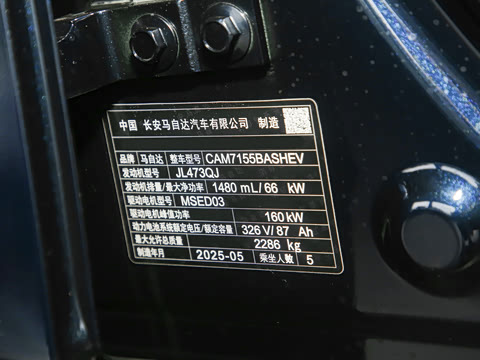 中国 长安马自达汽车有限公司 制造
品牌 马自达 整车型号 CAM7155BASHEV
发动机型号 JL473QJ
发动机排量/最大净功率 1480 mL/66 kW
驱动电机型号 MSED03
驱动电机峰值功率 160 kW
动力电池系统额定电压/额定容量 326 V/87 Ah
最大允许总质量 2286 kg
制造年月 2025-05 乘坐人数 5